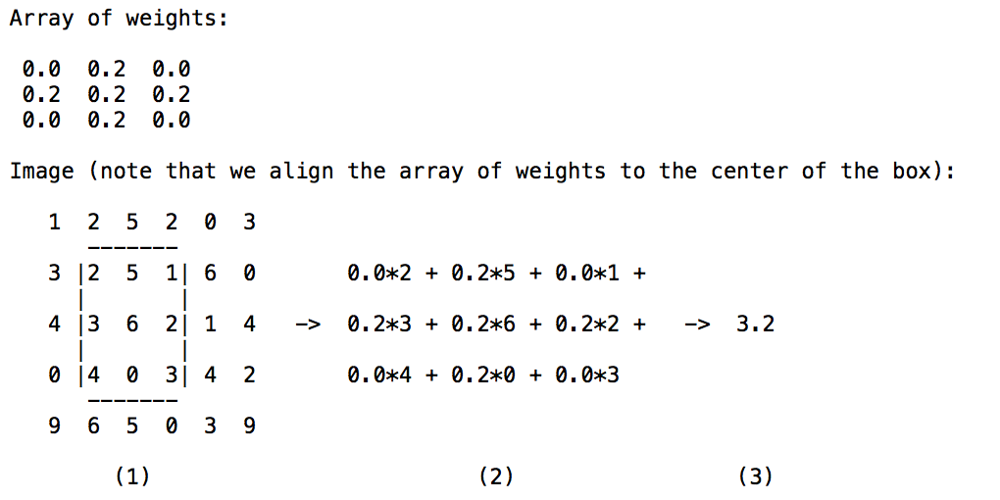 Array of weights:
0.0 0.2 0.0
0.2 0.2 0.2
0.0 0.2 0.0
Image (note that we align the array of weights to the center of the box):
1 2 5 2 0 3
-------
3 |2 5 1| 6 0 0.0*2 + 0.2*5 + 0.0*1 +
| |
4 |3 6 2| 1 4 -> 0.2*3 + 0.2*6 + 0.2*2 + -> 3.2
| |
0 |4 0 3| 4 2 0.0*4 + 0.2*0 + 0.0*3
-------
9 6 5 0 3 9
(1) (2) (3)